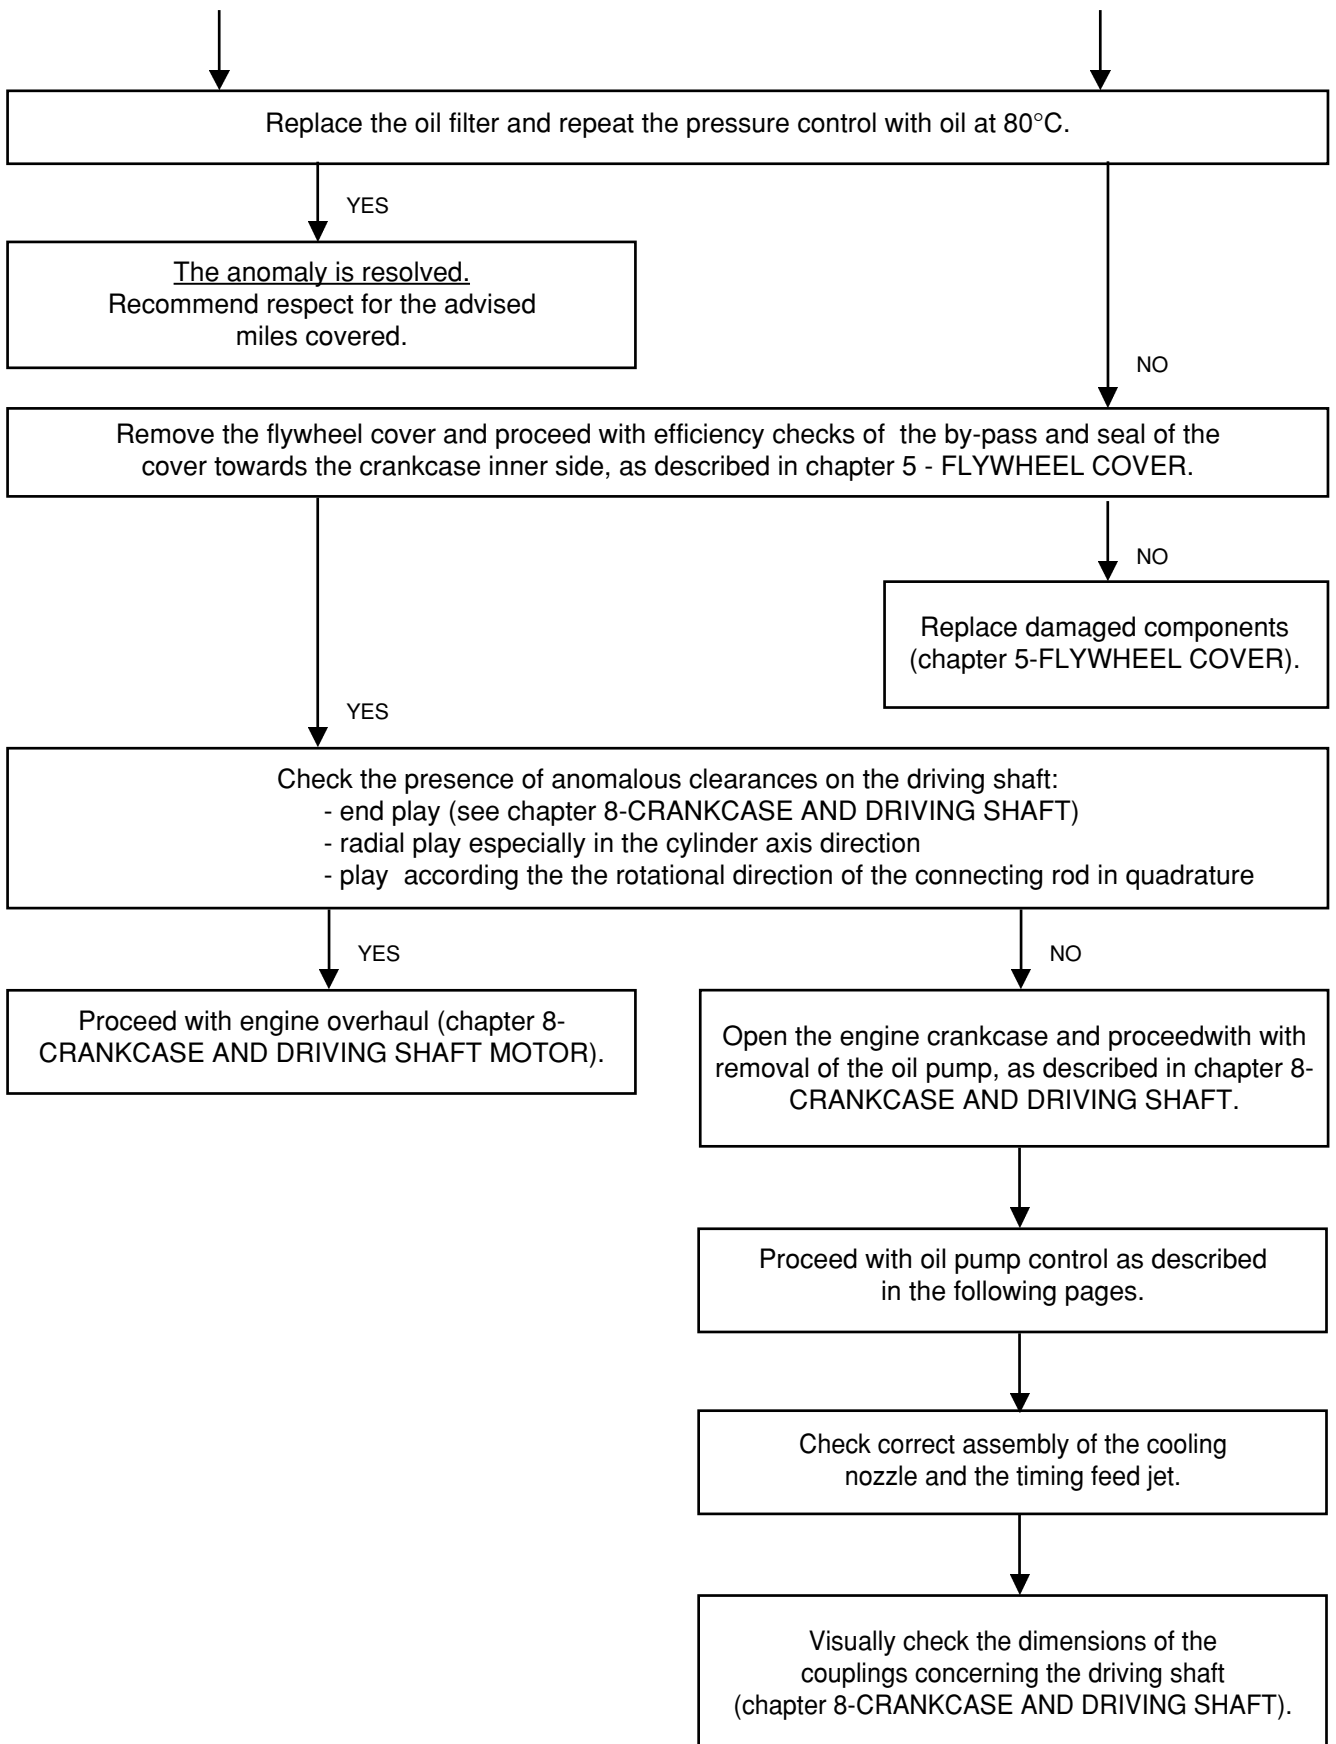 Replace the oil filter and repeat the pressure control with oil at 80°C.
YES
The anomaly is resolved.
Recommend respect for the advised
miles covered.
NO
Remove the flywheel cover and proceed with efficiency checks of  the by-pass and seal of the
cover towards the crankcase inner side, as described in chapter 5 - FLYWHEEL COVER.
NO
Replace damaged components
(chapter 5-FLYWHEEL COVER).
YES
Check the presence of anomalous clearances on the driving shaft:
- end play (see chapter 8-CRANKCASE AND DRIVING SHAFT)
- radial play especially in the cylinder axis direction
- play  according the the rotational direction of the connecting rod in quadrature
YES
NO
Proceed with engine overhaul (chapter 8-
CRANKCASE AND DRIVING SHAFT MOTOR).
Open the engine crankcase and proceedwith with
removal of the oil pump, as described in chapter 8-
CRANKCASE AND DRIVING SHAFT.
Proceed with oil pump control as described
in the following pages.
Check correct assembly of the cooling
nozzle and the timing feed jet.
Visually check the dimensions of the
couplings concerning the driving shaft
(chapter 8-CRANKCASE AND DRIVING SHAFT).